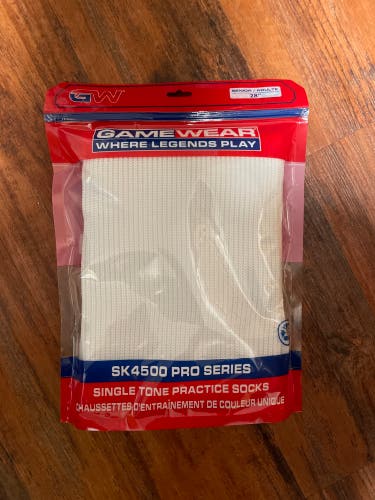 GW
SENIOR / ADULTE
28"
GAMEWEAR
WHERE LEGENDS PLAY
SK4500 PRO SERIES
SINGLE TONE PRACTICE SOCKS
CHAUSSETTES D'ENTRAÎNEMENT DE COULEUR UNIQUE